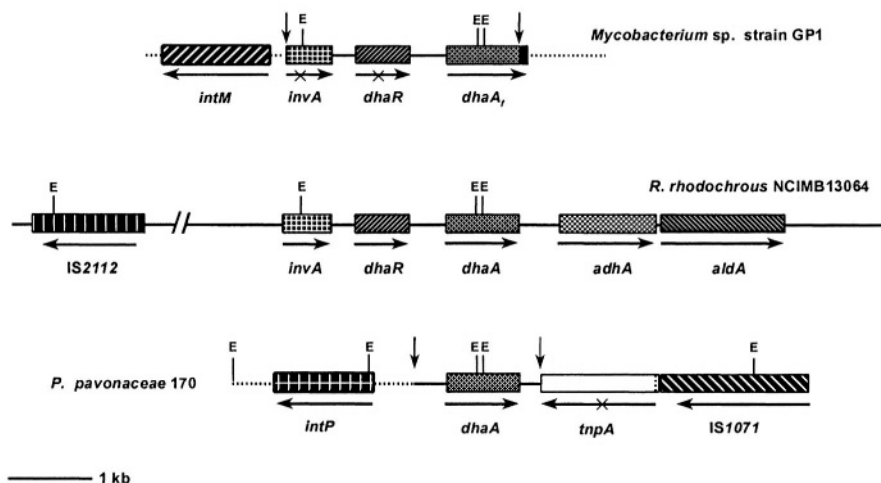 E EE Mycobacterium sp. strain GP1
intM invA dhaR dhaAf
E E EE R. rhodochrous NCIMB13064
IS2112 invA dhaR dhaA adhA aldA
E E EE E
P. pavonaceae 170
intP dhaA tnpA IS1071
1 kb